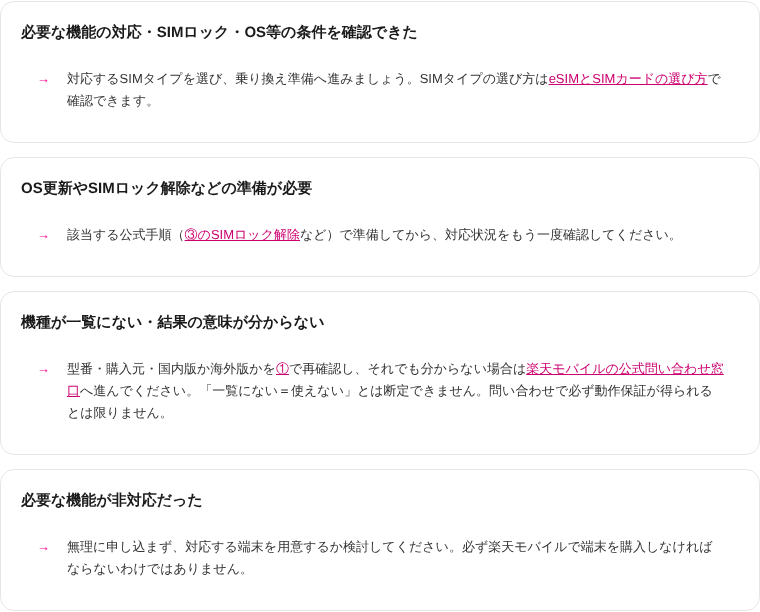 必要な機能の対応・SIMロック・OS等の条件を確認できた
→ 対応するSIMタイプを選び、乗り換え準備へ進みましょう。SIMタイプの選び方はeSIMとSIMカードの選び方で
確認できます。
OS更新やSIMロック解除などの準備が必要
→ 該当する公式手順（③のSIMロック解除など）で準備してから、対応状況をもう一度確認してください。
機種が一覧にない・結果の意味が分からない
→ 型番・購入元・国内版か海外版かを①で再確認し、それでも分からない場合は楽天モバイルの公式問い合わせ窓
口へ進んでください。「一覧にない＝使えない」とは断定できません。問い合わせで必ず動作保証が得られる
とは限りません。
必要な機能が非対応だった
→ 無理に申し込まず、対応する端末を用意するか検討してください。必ず楽天モバイルで端末を購入しなければ
ならないわけではありません。